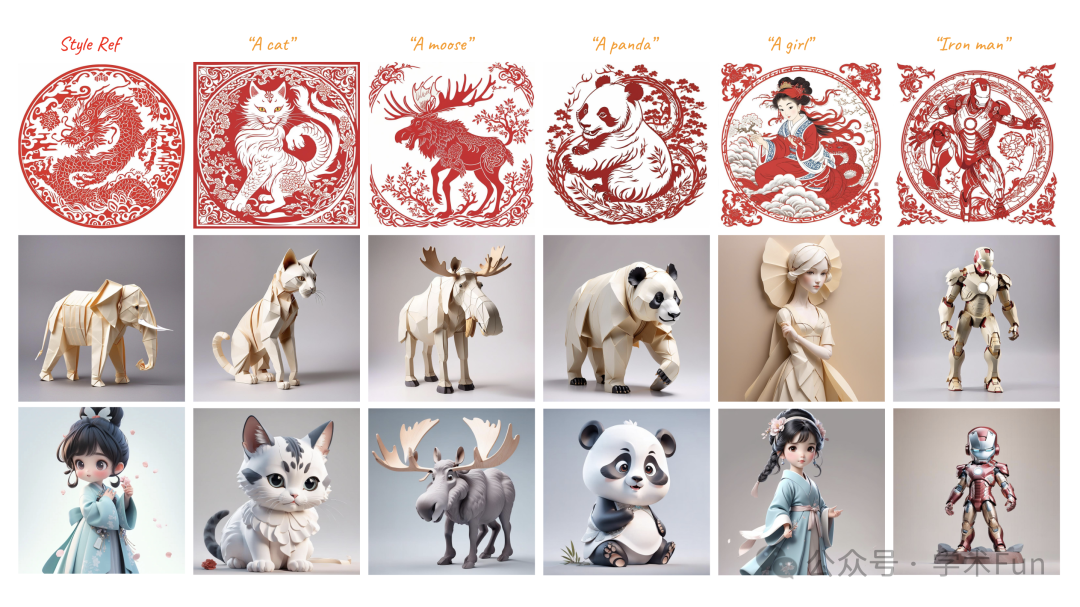 Style Ref
“A cat”
“A moose”
“A panda”
“A girl”
“Iron man”
公众号 · 学术Fun